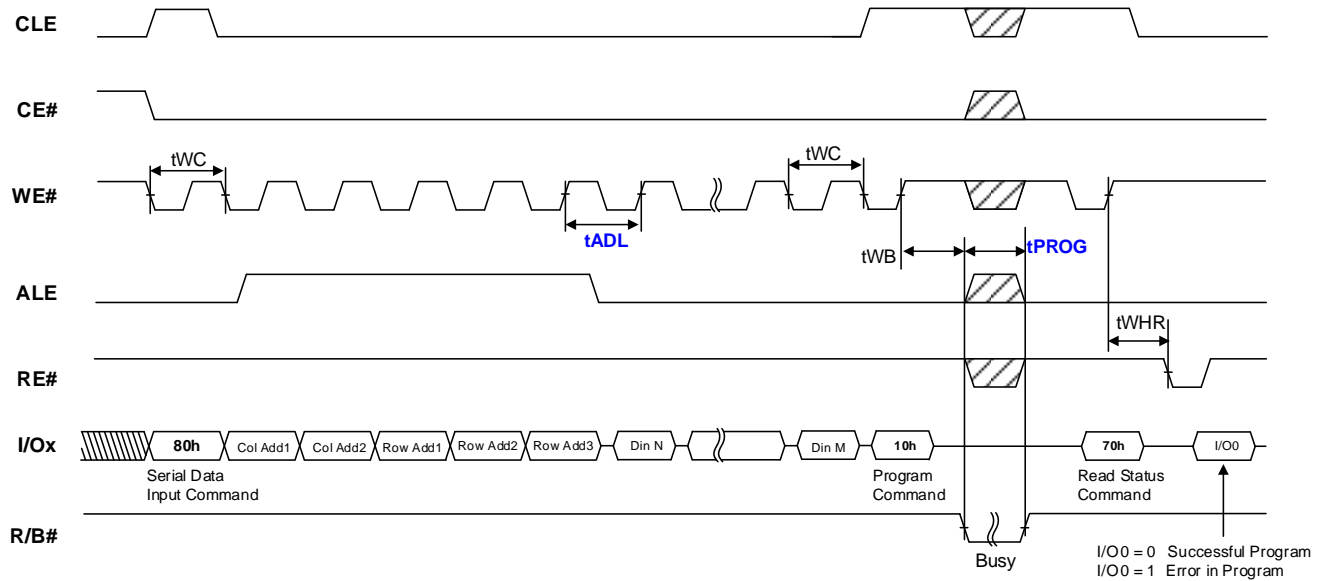 CLE
CE#
tWC
tWC
WE#
tADL
tWB
tPROG
ALE
tWHR
RE#
I/Ox
80h
Col Add1
Col Add2
Row Add1
Row Add2
Row Add3
Din N
Din M
10h
70h
I/O0
Serial Data
Input Command
Program
Command
Read Status
Command
R/B#
Busy
I/O0 = 0 Successful Program
I/O0 = 1 Error in Program